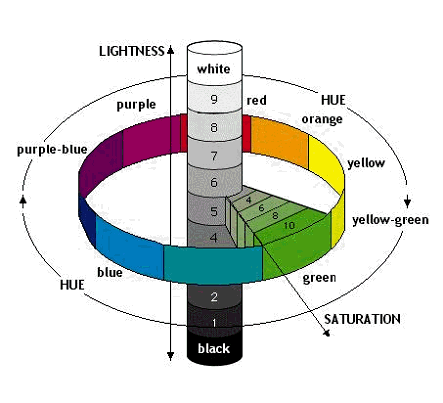 LIGHTNESS
white
9
purple
red
HUE
orange
8
purple-blue
7
yellow
6
4
6
8
10
5
yellow-green
4
blue
green
HUE
2
SATURATION
1
black